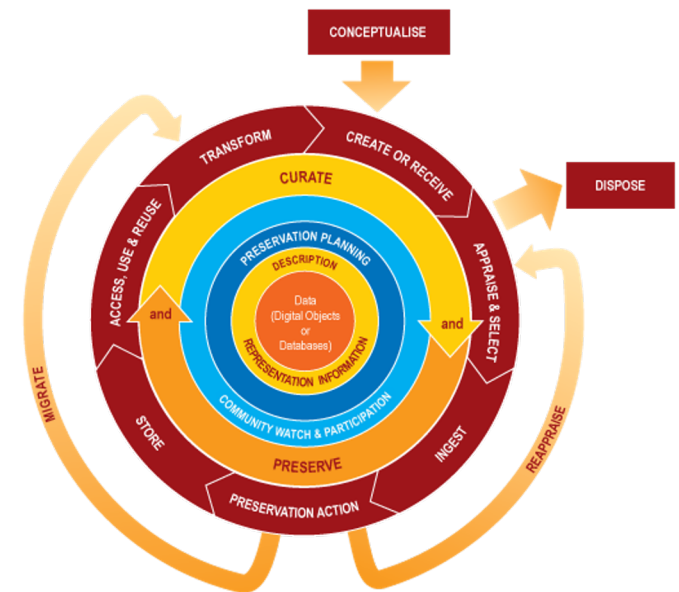 CONCEPTUALISE
CREATE OR RECEIVE
DISPOSE
APPRAISE & SELECT
REAPPRAISE
INGEST
PRESERVATION ACTION
STORE
MIGRATE
ACCESS, USE & REUSE
TRANSFORM
CURATE
and
PRESERVE
and
COMMUNITY WATCH & PARTICIPATION
PRESERVATION PLANNING
DESCRIPTION
REPRESENTATION INFORMATION
Data
(Digital Objects
or
Databases)